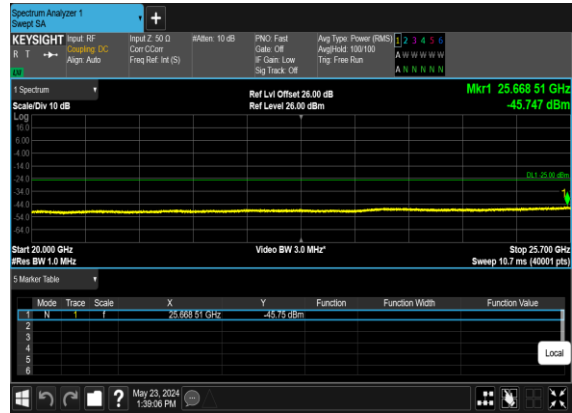 Spectrum Analyzer 1
Swept SA
+
KEYSIGHT Input: RF Input Z: 50 Ω #Atten: 10 dB PNO: Fast Avg Type: Power (RMS) 1 2 3 4 5 6
R T Coupling: DC Corr CCorr Gate: Off Avg|Hold: 100/100 A W W W W W
Align: Auto Freq Ref: Int (S) IF Gain: Low Trig: Free Run
Sig Track: Off A N N N N N
1 Spectrum Ref Lvl Offset 26.00 dB Mkr1 25.668 51 GHz
Scale/Div 10 dB Ref Level 26.00 dBm -45.747 dBm
Log
16.0
6.00
-4.00
-14.0
DL1 -25.00 dBm
-24.0
-34.0
1
-44.0
-54.0
-64.0
Start 20.000 GHz Video BW 3.0 MHz* Stop 25.700 GHz
#Res BW 1.0 MHz Sweep 10.7 ms (40001 pts)
5 Marker Table
Mode Trace Scale X Y Function Function Width Function Value
1 N 1 f 25.668 51 GHz -45.75 dBm
2
3
4
5
6
Local
? May 23, 2024
1:39:06 PM